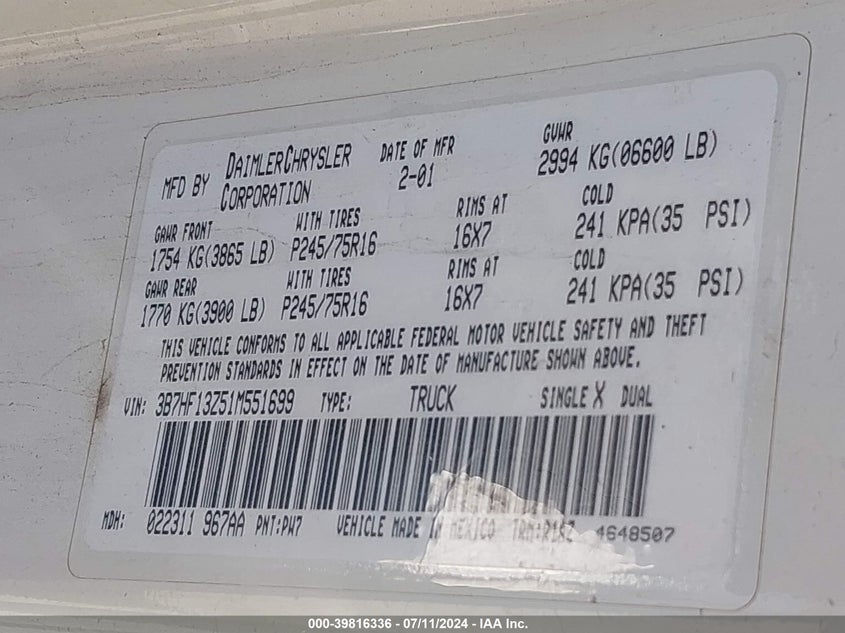 MFD BY DAIMLERCHRYSLER CORPORATION DATE OF MFR 2-01 GVWR 2994 KG(06600 LB)
GAWR FRONT WITH TIRES RIMS AT COLD
1754 KG(3865 LB) P245/75R16 16X7 241 KPA(35 PSI)
GAWR REAR WITH TIRES RIMS AT COLD
1770 KG(3900 LB) P245/75R16 16X7 241 KPA(35 PSI)
THIS VEHICLE CONFORMS TO ALL APPLICABLE FEDERAL MOTOR VEHICLE SAFETY AND THEFT
PREVENTION STANDARDS IN EFFECT ON THE DATE OF MANUFACTURE SHOWN ABOVE.
VIN: 3B7HF13Z51M551699 TYPE: TRUCK SINGLE X DUAL
MDH: 022311 967AA PNT:PW7 VEHICLE MADE IN MEXICO 4648507
000-39816336 - 07/11/2024 - IAA Inc.